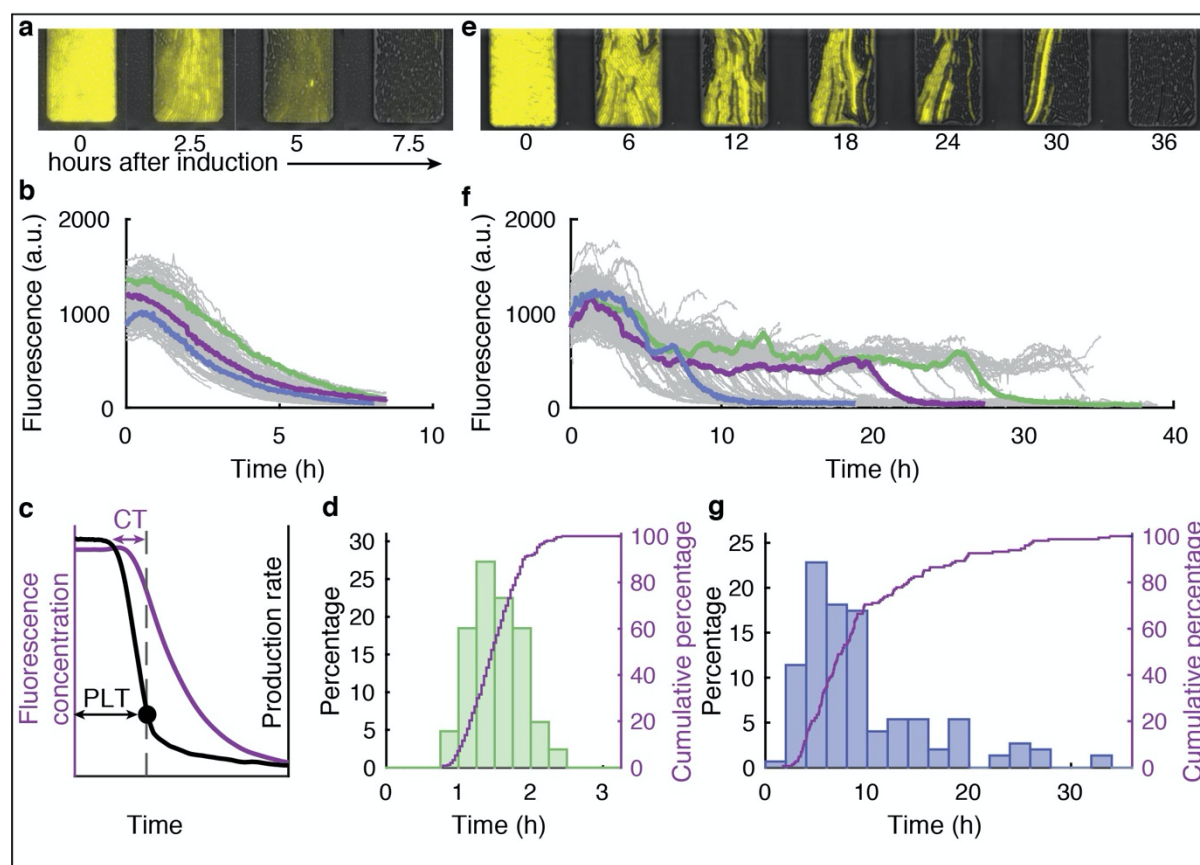 a
0 2.5 5 7.5
hours after induction
e
0 6 12 18 24 30 36
b
Fluorescence (a.u.)
2000
1000
0
0 5 10
Time (h)
f
Fluorescence (a.u.)
2000
1000
0
0 10 20 30 40
Time (h)
c
CT
PLT
Fluorescence
concentration
Production rate
Time
d
Percentage
30
25
20
15
10
5
0
0 1 2 3
Time (h)
100
80
60
40
20
0
Cumulative percentage
g
Percentage
25
20
15
10
5
0
0 10 20 30
Time (h)
100
80
60
40
20
0
Cumulative percentage